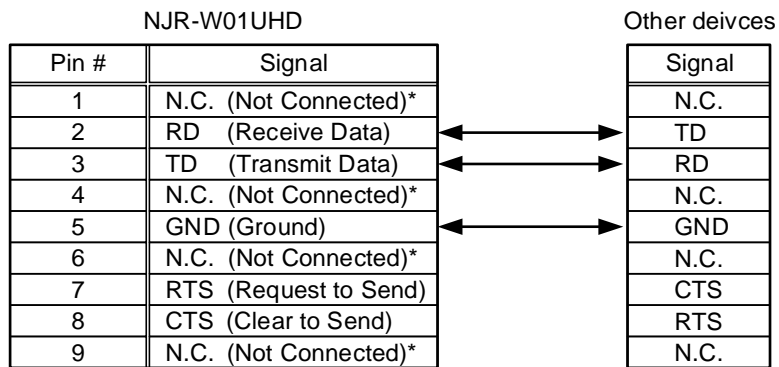 NJR-W01UHD Other deivces
Pin # Signal Signal
1 N.C. (Not Connected)* N.C.
2 RD (Receive Data) TD
3 TD (Transmit Data) RD
4 N.C. (Not Connected)* N.C.
5 GND (Ground) GND
6 N.C. (Not Connected)* N.C.
7 RTS (Request to Send) CTS
8 CTS (Clear to Send) RTS
9 N.C. (Not Connected)* N.C.